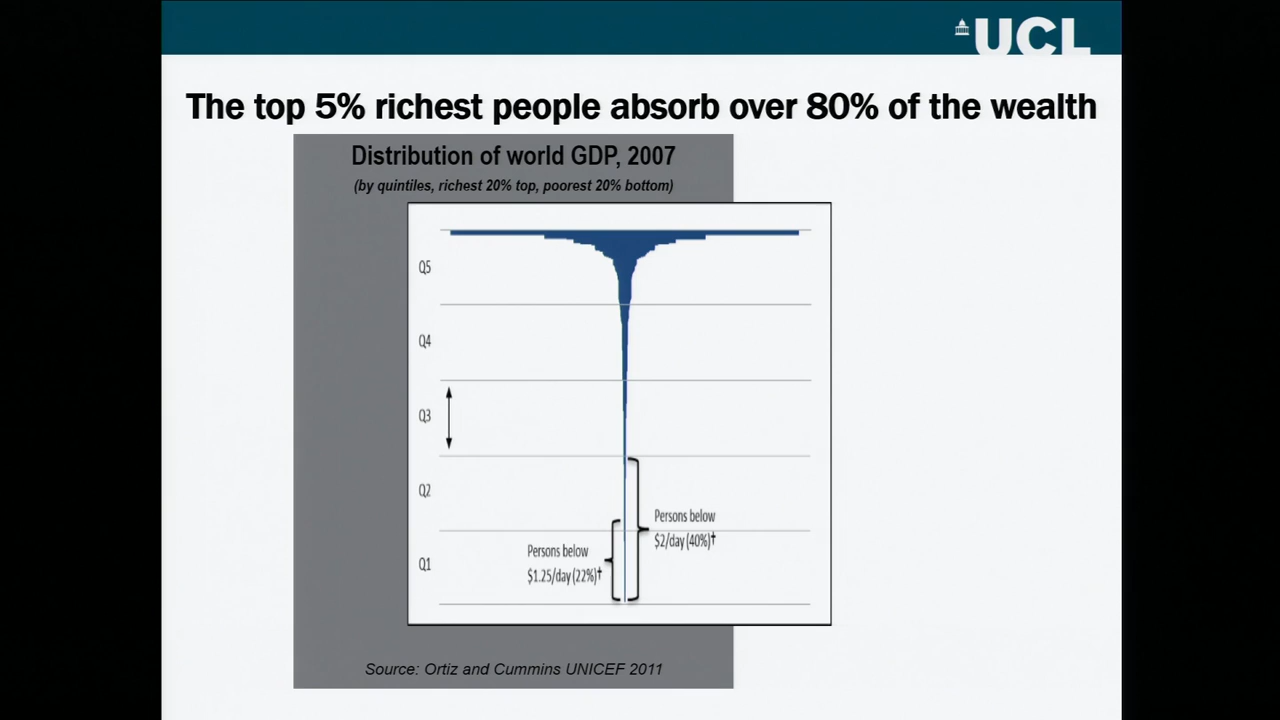 UCL
The top 5% richest people absorb over 80% of the wealth
Distribution of world GDP, 2007
(by quintiles, richest 20% top, poorest 20% bottom)
Q5
Q4
Q3
Q2
Q1
Persons below
$2/day (40%)†
Persons below
$1.25/day (22%)†
Source: Ortiz and Cummins UNICEF 2011